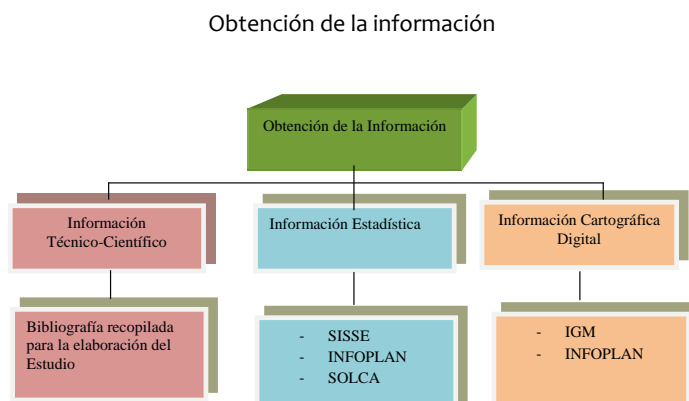 Obtención de la información
Obtención de la Información
Información
Técnico-Científico
Información Estadística
Información Cartográfica
Digital
Bibliografía recopilada
para la elaboración del
Estudio
- SISSE
- INFOPLAN
- SOLCA
- IGM
- INFOPLAN